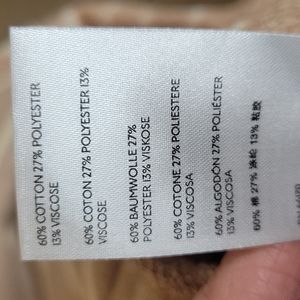 60% COTTON 27% POLYESTER
13% VISCOSE
60% COTON 27% POLYESTER 13%
VISCOSE
60% BAUMWOLLE 27%
POLYESTER 13% VISKOSE
60% COTONE 27% POLIESTERE
13% VISCOSA
60% ALGODÓN 27% POLIÉSTER
13% VISCOSA
60% 棉 27% 涤纶 13% 粘胶